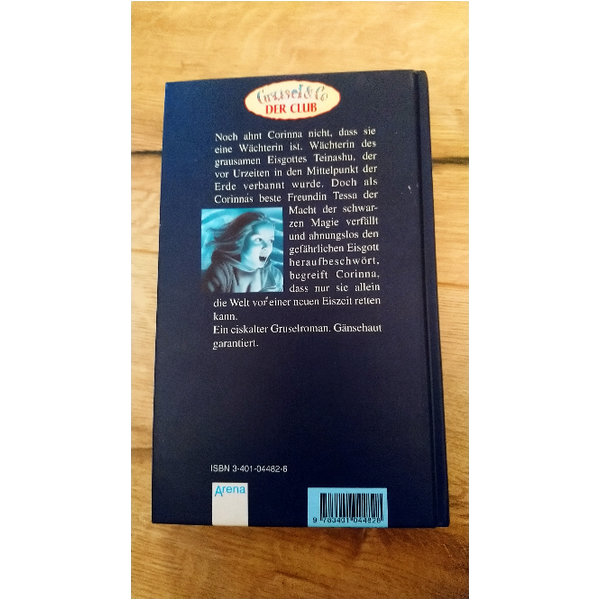 Grusel & Co
DER CLUB
Noch ahnt Corinna nicht, dass sie
eine Wächterin ist. Wächterin des
grausamen Eisgottes Teinashu, der
vor Urzeiten in den Mittelpunkt der
Erde verbannt wurde. Doch als
Corinnas beste Freundin Tessa der
Macht der schwar-
zen Magie verfällt
und ahnungslos den
gefährlichen Eisgott
heraufbeschwört,
begreift Corinna,
dass nur sie allein
die Welt vor einer neuen Eiszeit retten
kann.
Ein eiskalter Gruselroman. Gänsehaut
garantiert.
ISBN 3-401-04482-6
Arena
9 783401 044828